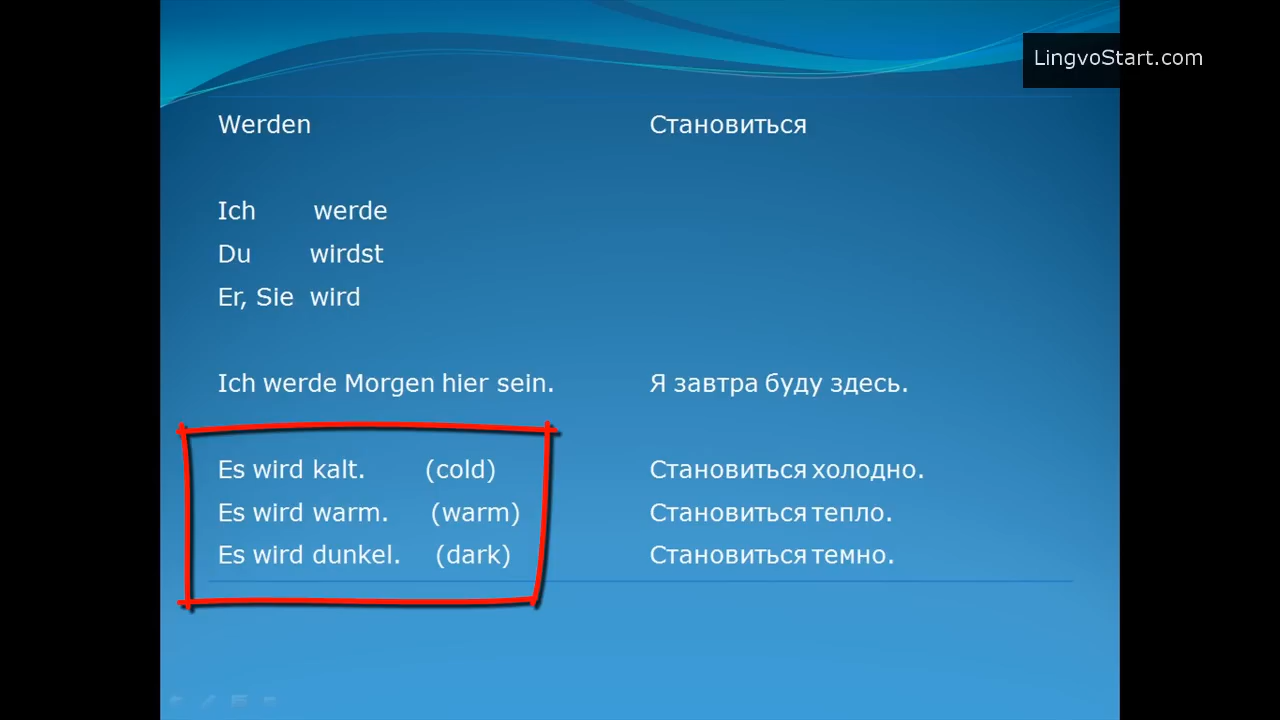 LingvoStart.com
Werden Становиться
Ich werde
Du wirdst
Er, Sie wird
Ich werde Morgen hier sein. Я завтра буду здесь.
Es wird kalt. (cold) Становиться холодно.
Es wird warm. (warm) Становиться тепло.
Es wird dunkel. (dark) Становиться темно.